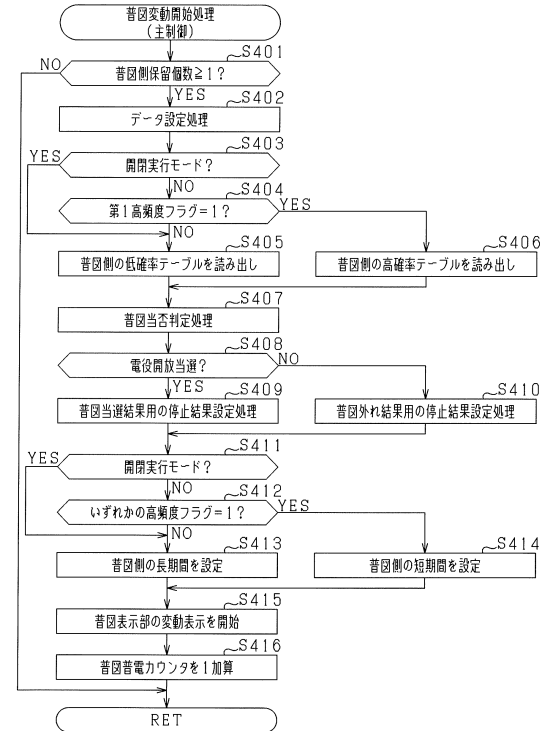 普図変動開始処理
（主制御）
S401
NO
普図側保留個数≧1？
YES
S402
データ設定処理
S403
YES
開閉実行モード？
NO
S404
第1高頻度フラグ＝1？
YES
NO
S405
S406
普図側の低確率テーブルを読み出し
普図側の高確率テーブルを読み出し
S407
普図当否判定処理
S408
電役開放当選？
NO
YES
S409
S410
普図当選結果用の停止結果設定処理
普図外れ結果用の停止結果設定処理
S411
YES
開閉実行モード？
NO
S412
いずれかの高頻度フラグ＝1？
YES
NO
S413
S414
普図側の長期間を設定
普図側の短期間を設定
S415
普図表示部の変動表示を開始
S416
普図普電カウンタを1加算
RET